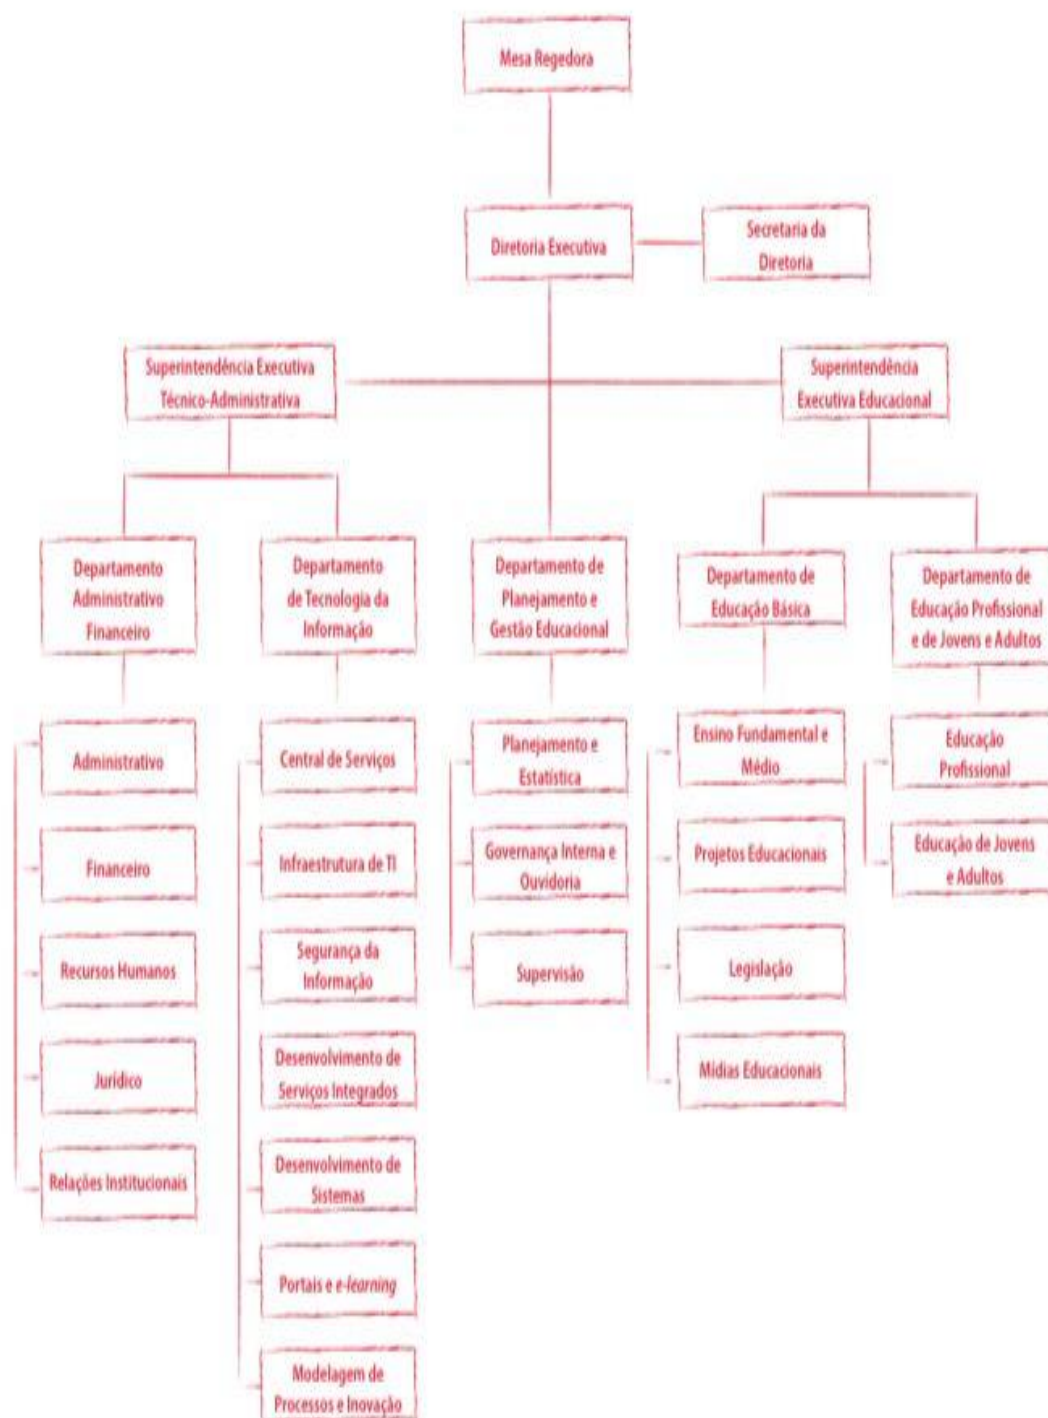 Mesa Regedora
Diretoria Executiva
Secretaria da
Diretoria
Superintendência Executiva
Técnico-Administrativa
Superintendência
Executiva Educacional
Departamento
Administrativo
Financeiro
Departamento
de Tecnologia da
Informação
Departamento de
Planejamento e
Gestão Educacional
Departamento de
Educação Básica
Departamento de
Educação Profissional
e de Jovens e Adultos
Administrativo
Financeiro
Recursos Humanos
Jurídico
Relações Institucionais
Central de Serviços
Infraestrutura de TI
Segurança da
Informação
Desenvolvimento de
Serviços Integrados
Desenvolvimento de
Sistemas
Portais e e-learning
Modelagem de
Processos e Inovação
Planejamento e
Estatística
Governança Interna e
Ouvidoria
Supervisão
Ensino Fundamental e
Médio
Projetos Educacionais
Legislação
Mídias Educacionais
Educação
Profissional
Educação de Jovens
e Adultos